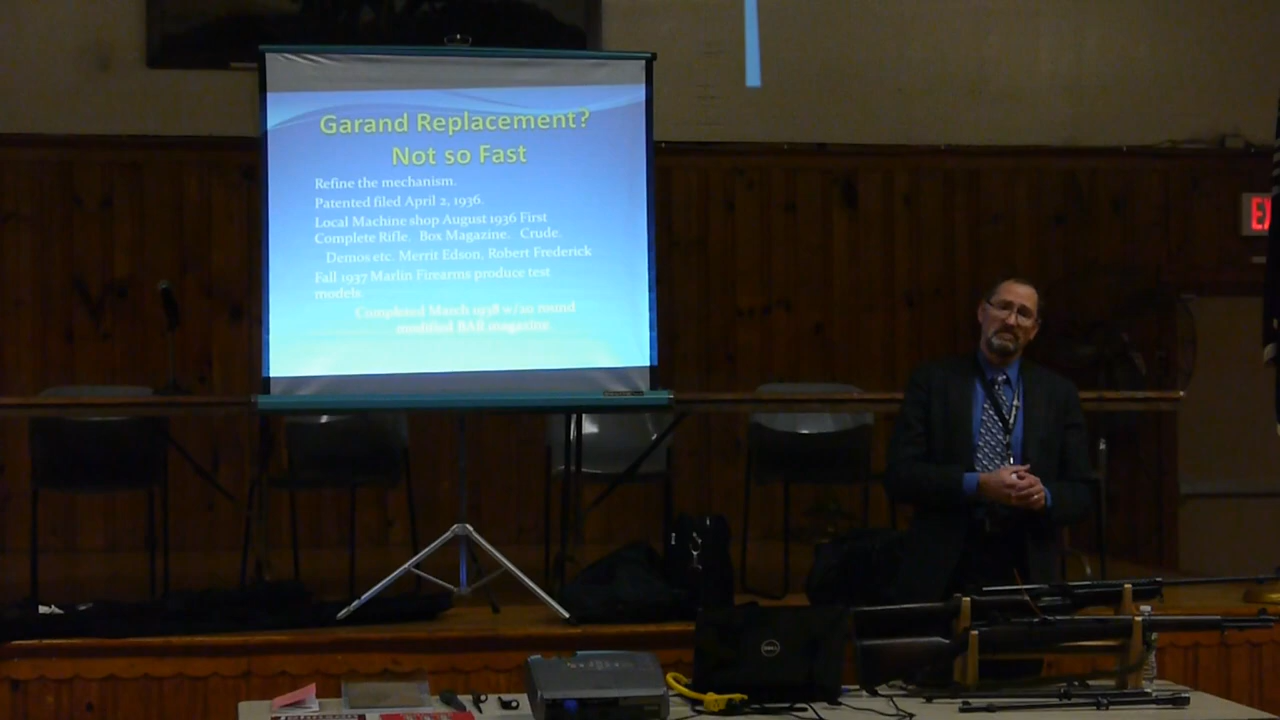 Garand Replacement?
Not so Fast
Refine the mechanism.
Patented filed April 2, 1936.
Local Machine shop August 1936 First
Complete Rifle. Box Magazine. Crude.
Demos etc. Merrit Edson, Robert Frederick
Fall 1937 Marlin Firearms produce test
models.
Completed March 1938 w/20 round
modified BAR magazine.
EX
DELL